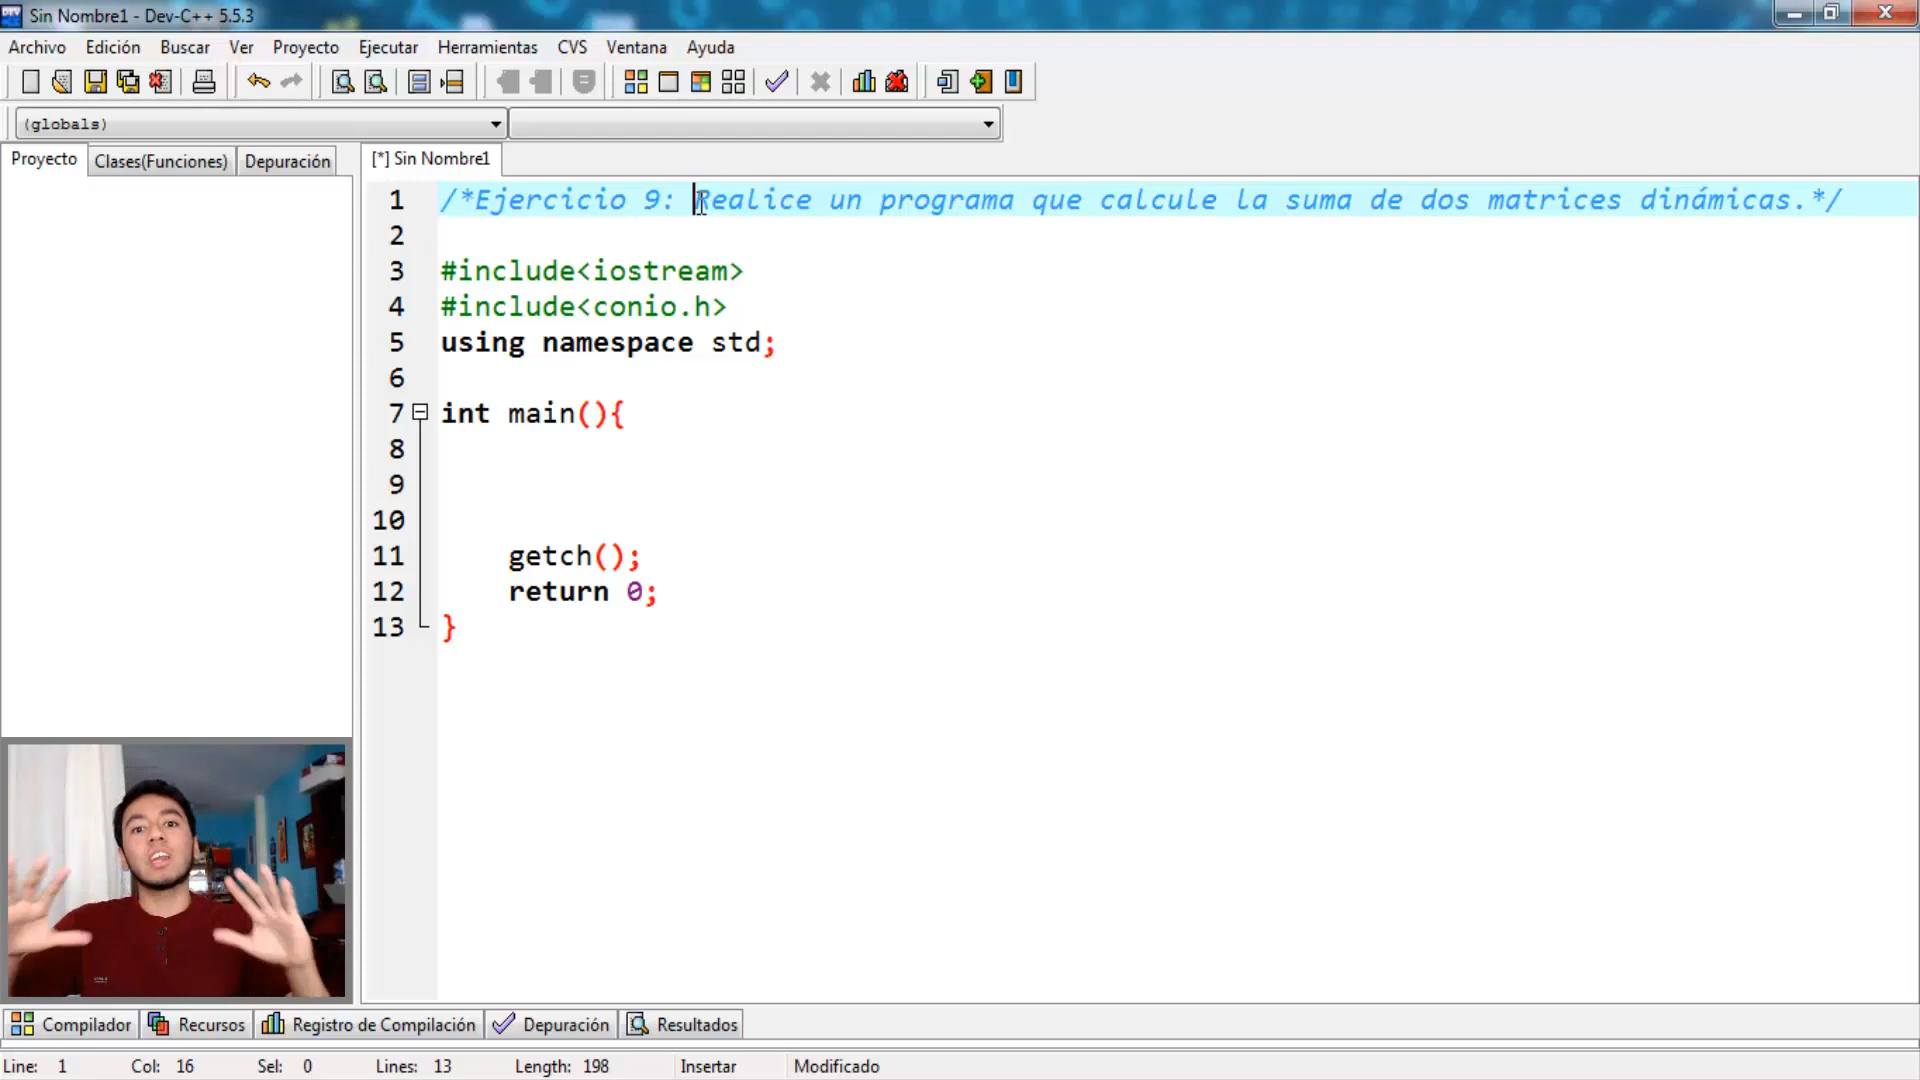 Sin Nombre1 - Dev-C++ 5.5.3
Archivo Edición Buscar Ver Proyecto Ejecutar Herramientas CVS Ventana Ayuda
(globals)
Proyecto Clases(Funciones) Depuración [*] Sin Nombre1
1 /*Ejercicio 9: Realice un programa que calcule la suma de dos matrices dinámicas.*/
2
3 #include<iostream>
4 #include<conio.h>
5 using namespace std;
6
7 int main(){
8
9
10
11 getch();
12 return 0;
13 }
Compilador Recursos Registro de Compilación Depuración Resultados
Line: 1 Col: 16 Sel: 0 Lines: 13 Length: 198 Insertar Modificado